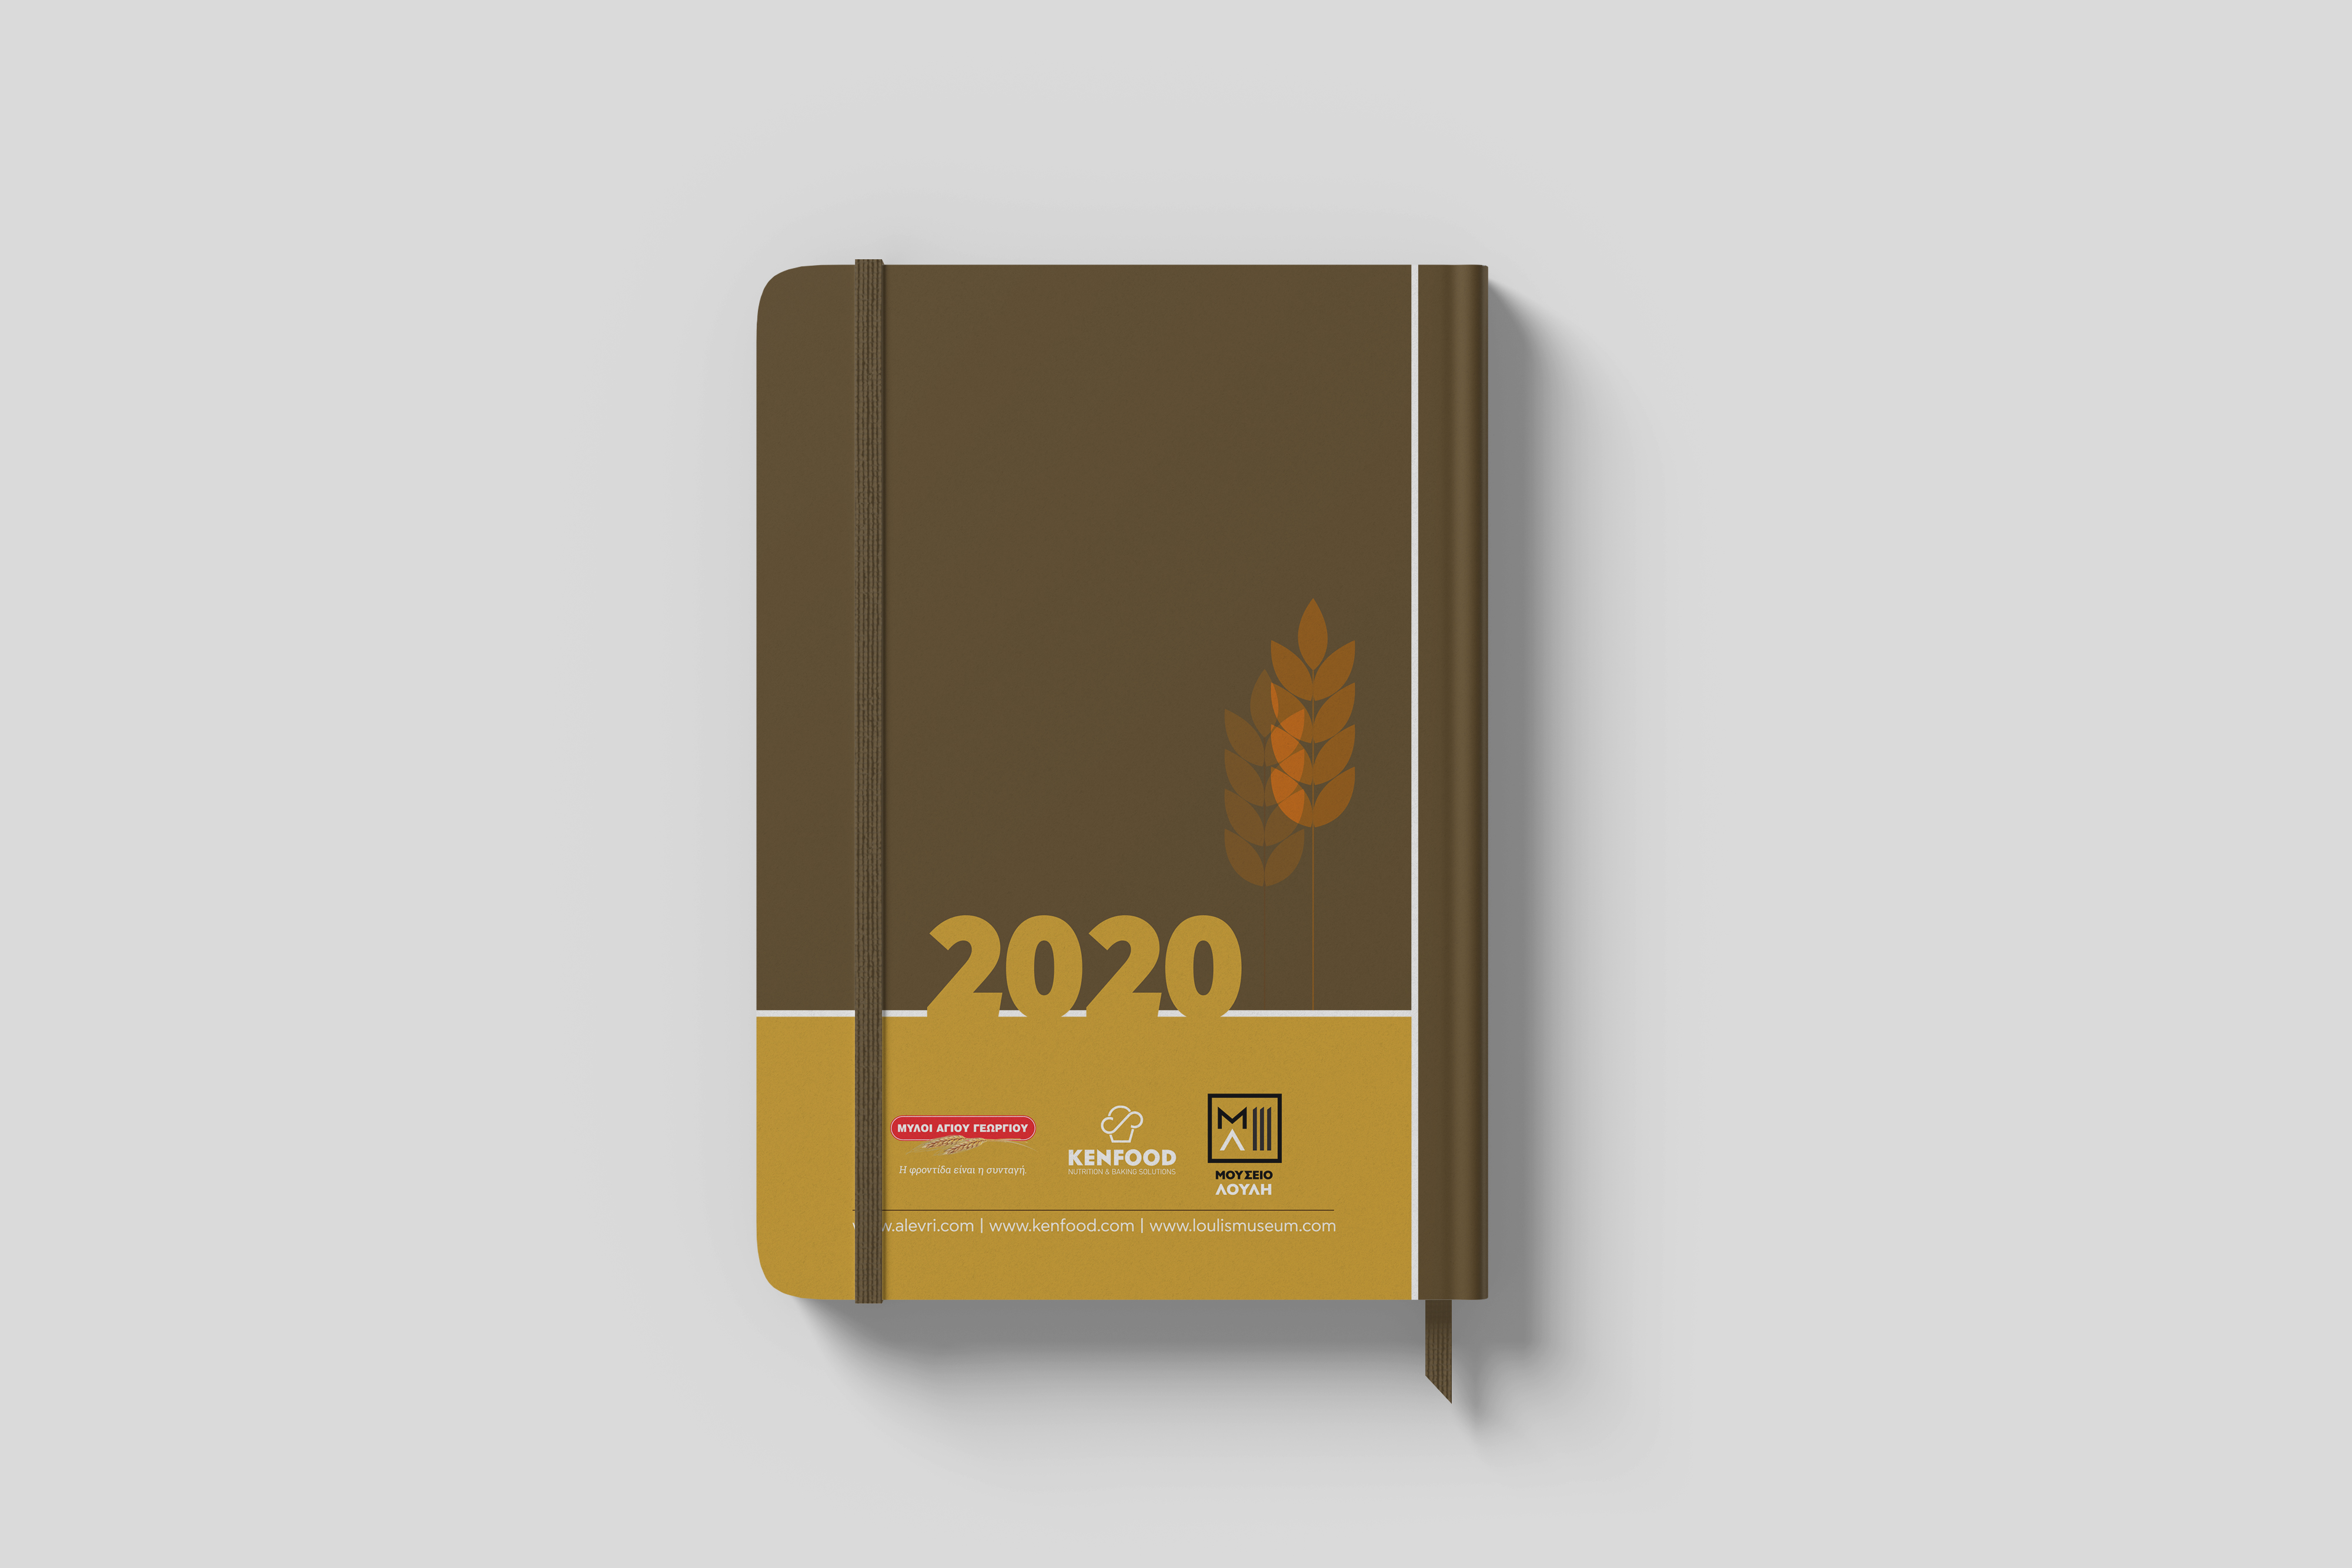 2020
ΜΥΛΟΙ ΑΓΙΟΥ ΓΕΩΡΓΙΟΥ
Η φροντίδα είναι η συνταγή.
KENFOOD
NUTRITION & BAKING SOLUTIONS
ΜΛ
ΜΟΥΣΕΙΟ
ΛΟΥΛΗ
.alevri.com | www.kenfood.com | www.loulismuseum.com